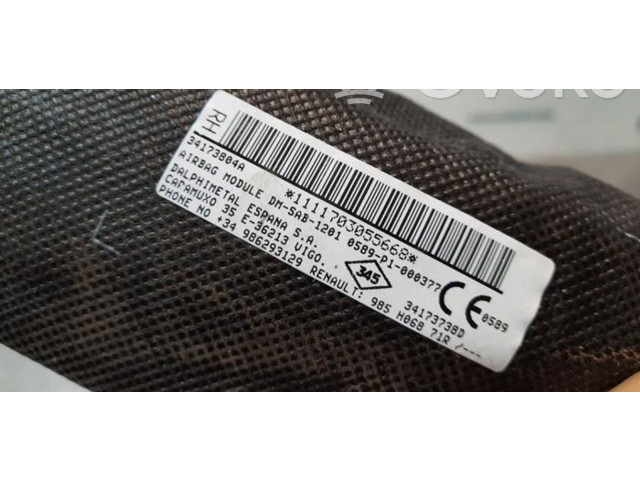 RH
*1111703055668*
34173804A
AIRBAG MODULE DM-SAB-1201 0589-P1-000377
DALPHIMETAL ESPANA S.A.
CAFAMUXO 35 E-36213 VIGO.
PHONE NO +34 986293129 RENAULT: 985 H068 71R
345
34173738D
CE 0589